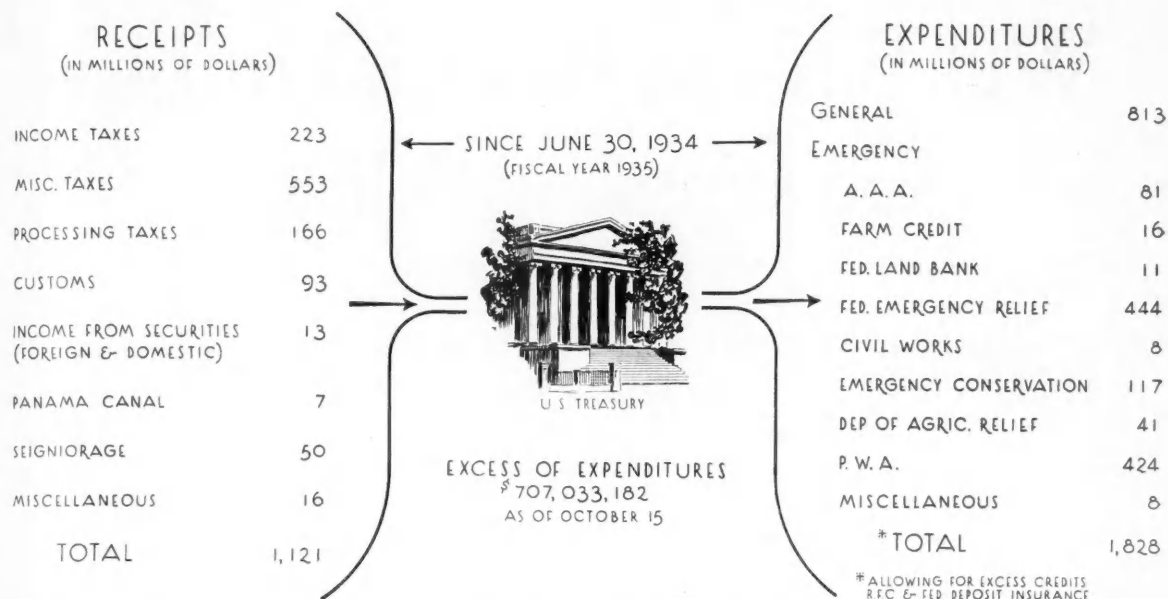 RECEIPTS
(IN MILLIONS OF DOLLARS)
INCOME TAXES 223
MISC. TAXES 553
PROCESSING TAXES 166
CUSTOMS 93
INCOME FROM SECURITIES 13
(FOREIGN & DOMESTIC)
PANAMA CANAL 7
SEIGNIORAGE 50
MISCELLANEOUS 16
TOTAL 1,121
SINCE JUNE 30, 1934
(FISCAL YEAR 1935)
U.S. TREASURY
EXCESS OF EXPENDITURES
$707,033,182
AS OF OCTOBER 15
EXPENDITURES
(IN MILLIONS OF DOLLARS)
GENERAL 813
EMERGENCY
A. A. A. 81
FARM CREDIT 16
FED. LAND BANK 11
FED. EMERGENCY RELIEF 444
CIVIL WORKS 8
EMERGENCY CONSERVATION 117
DEP OF AGRIC. RELIEF 41
P. W. A. 424
MISCELLANEOUS 8
*TOTAL 1,828
*ALLOWING FOR EXCESS CREDITS
R.F.C & FED DEPOSIT INSURANCE